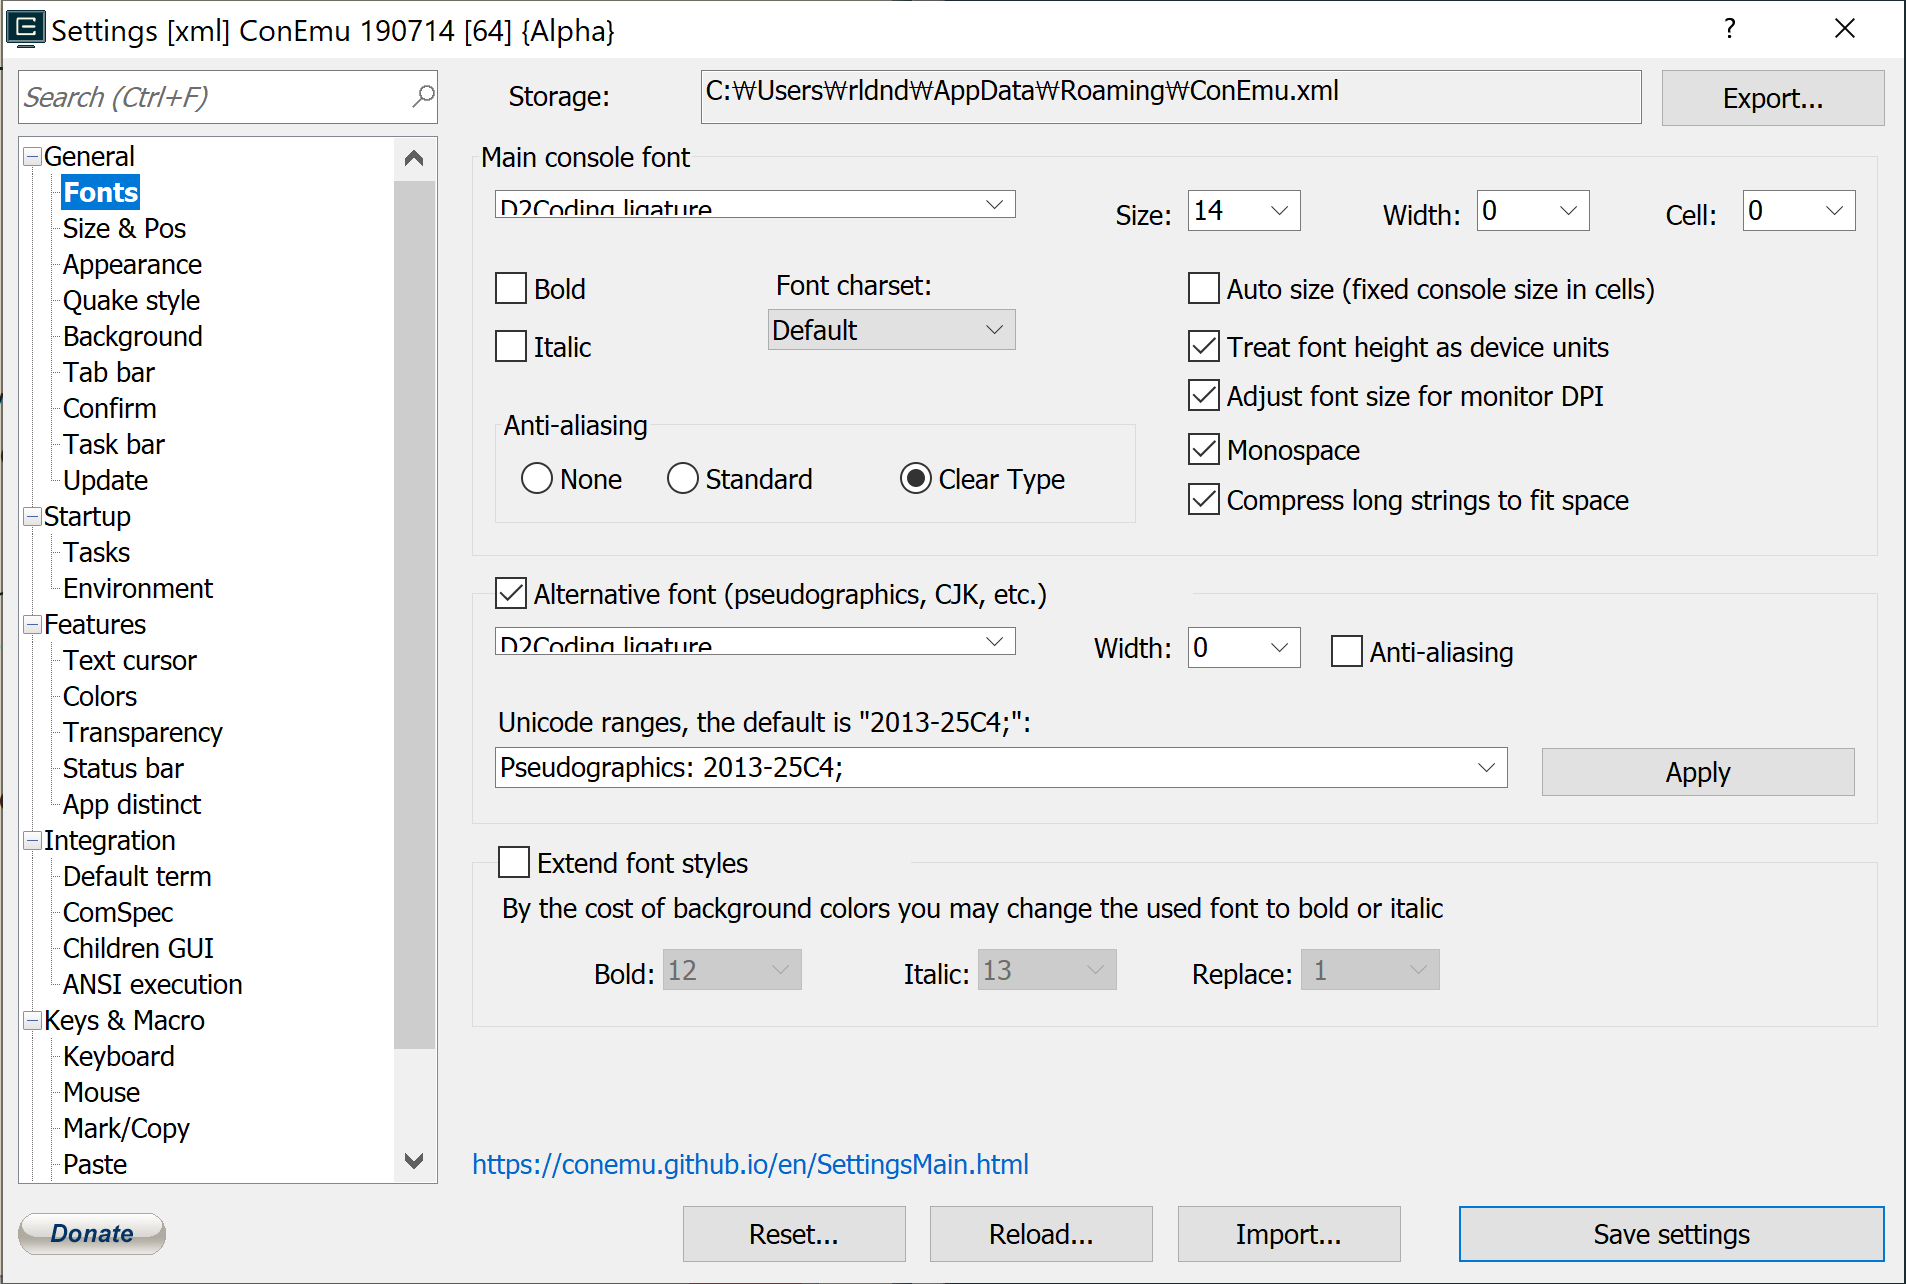 Settings [xml] ConEmu 190714 [64] {Alpha}
?
Search (Ctrl+F)
Storage:
C:₩Users₩rldnd₩AppData₩Roaming₩ConEmu.xml
Export...
General
Fonts
Size & Pos
Appearance
Quake style
Background
Tab bar
Confirm
Task bar
Update
Startup
Tasks
Environment
Features
Text cursor
Colors
Transparency
Status bar
App distinct
Integration
Default term
ComSpec
Children GUI
ANSI execution
Keys & Macro
Keyboard
Mouse
Mark/Copy
Paste
Main console font
D2Coding ligature
Size: 14
Width: 0
Cell: 0
Bold
Italic
Font charset:
Default
Auto size (fixed console size in cells)
Treat font height as device units
Adjust font size for monitor DPI
Monospace
Compress long strings to fit space
Anti-aliasing
None Standard Clear Type
Alternative font (pseudographics, CJK, etc.)
D2Coding ligature
Width: 0
Anti-aliasing
Unicode ranges, the default is "2013-25C4;":
Pseudographics: 2013-25C4;
Apply
Extend font styles
By the cost of background colors you may change the used font to bold or italic
Bold: 12
Italic: 13
Replace: 1
https://conemu.github.io/en/SettingsMain.html
Donate
Reset...
Reload...
Import...
Save settings